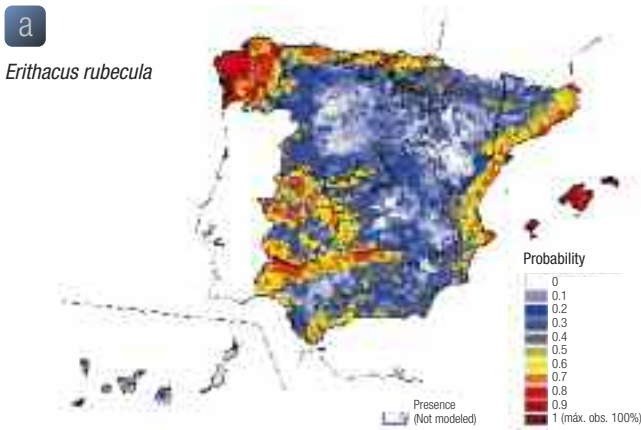 a
Erithacus rubecula
Probability
0
0.1
0.2
0.3
0.4
0.5
0.6
0.7
0.8
0.9
1 (máx. obs. 100%)
Presence
(Not modeled)